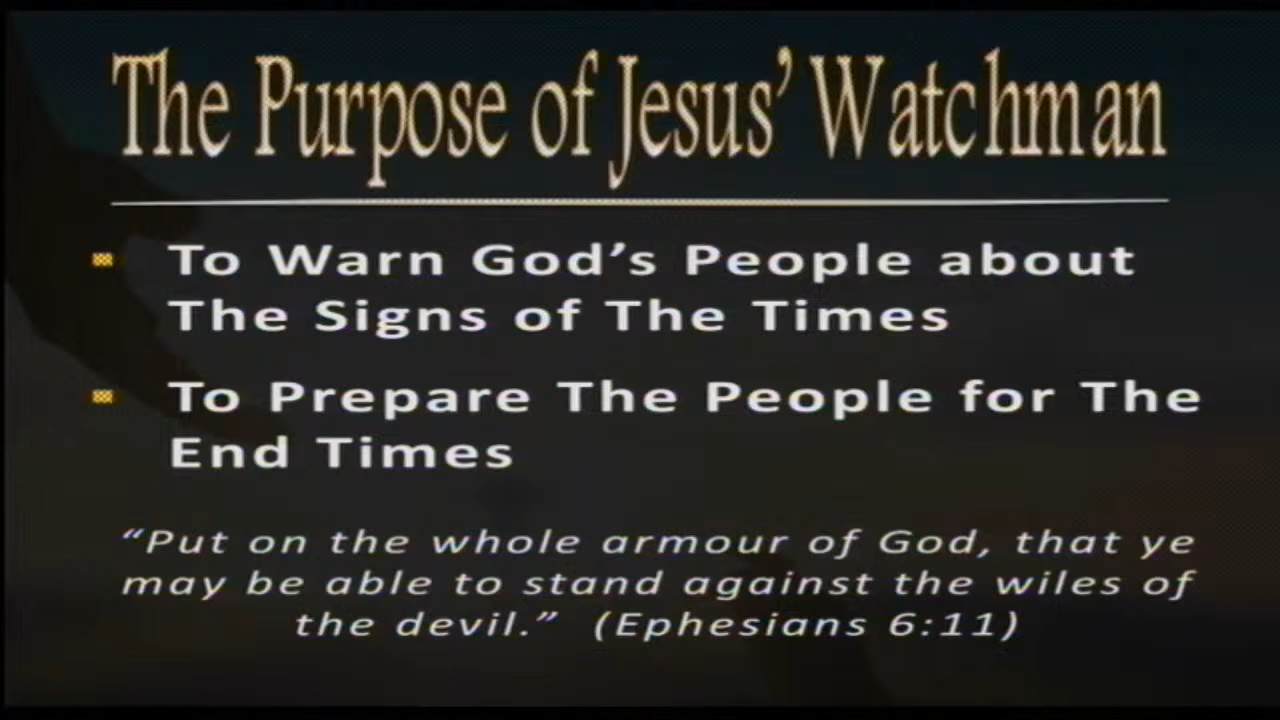 The Purpose of Jesus’ Watchman
To Warn God’s People about
The Signs of The Times
To Prepare The People for The
End Times
“Put on the whole armour of God, that ye
may be able to stand against the wiles of
the devil.” (Ephesians 6:11)